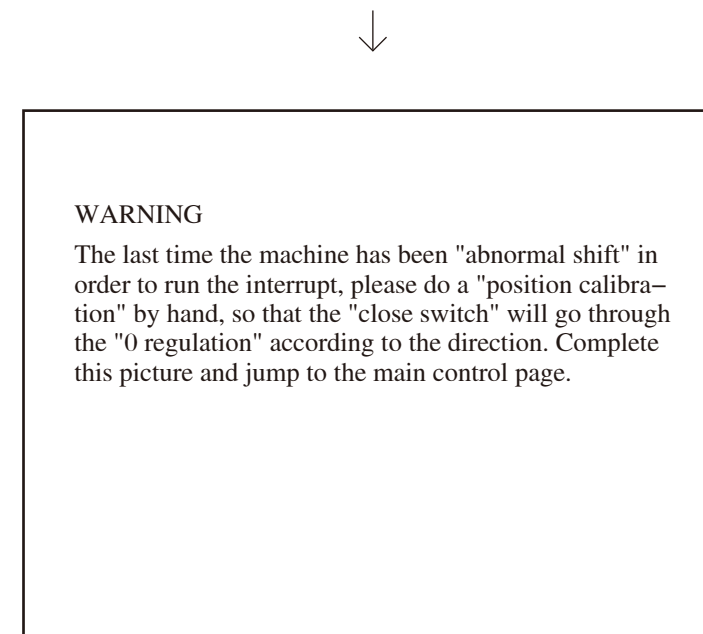 WARNING
The last time the machine has been "abnormal shift" in
order to run the interrupt, please do a "position calibra–
tion" by hand, so that the "close switch" will go through
the "0 regulation" according to the direction. Complete
this picture and jump to the main control page.